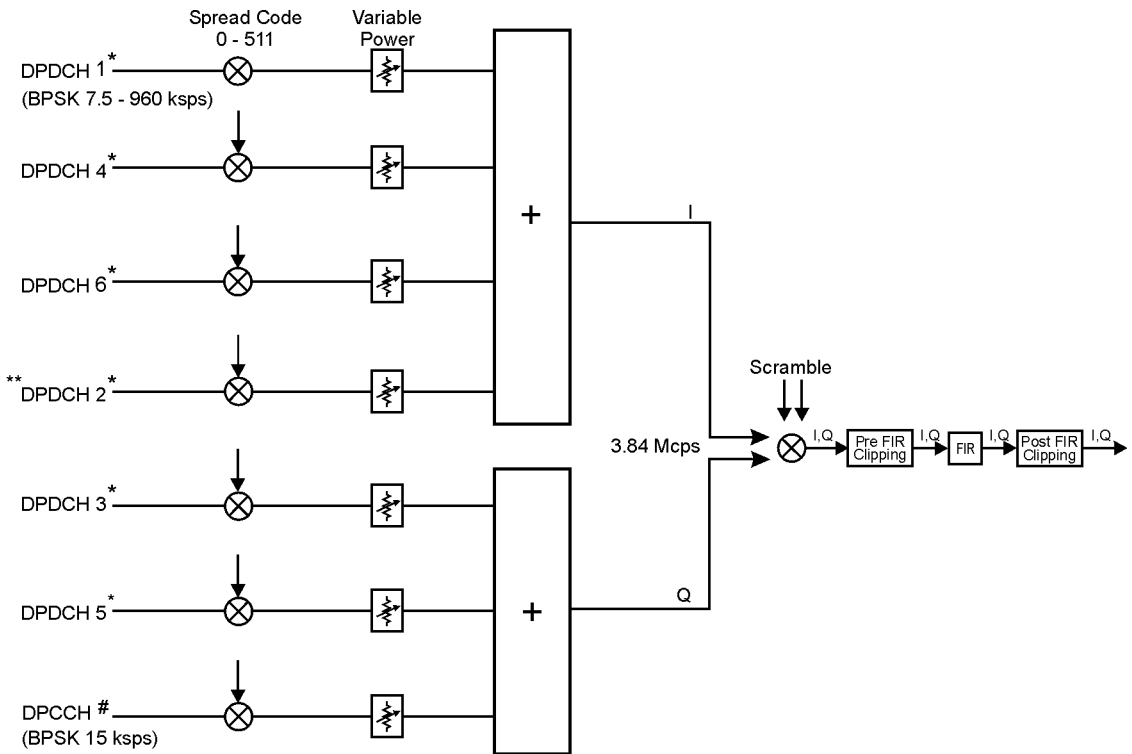 Spread Code
0 - 511
Variable
Power
DPDCH 1*
(BPSK 7.5 - 960 ksps)
DPDCH 4*
DPDCH 6*
**DPDCH 2*
DPDCH 3*
DPDCH 5*
DPCCH #
(BPSK 15 ksps)
+
+
I
Q
3.84 Mcps
Scramble
I,Q
Pre FIR
Clipping
I,Q
FIR
I,Q
Post FIR
Clipping
I,Q